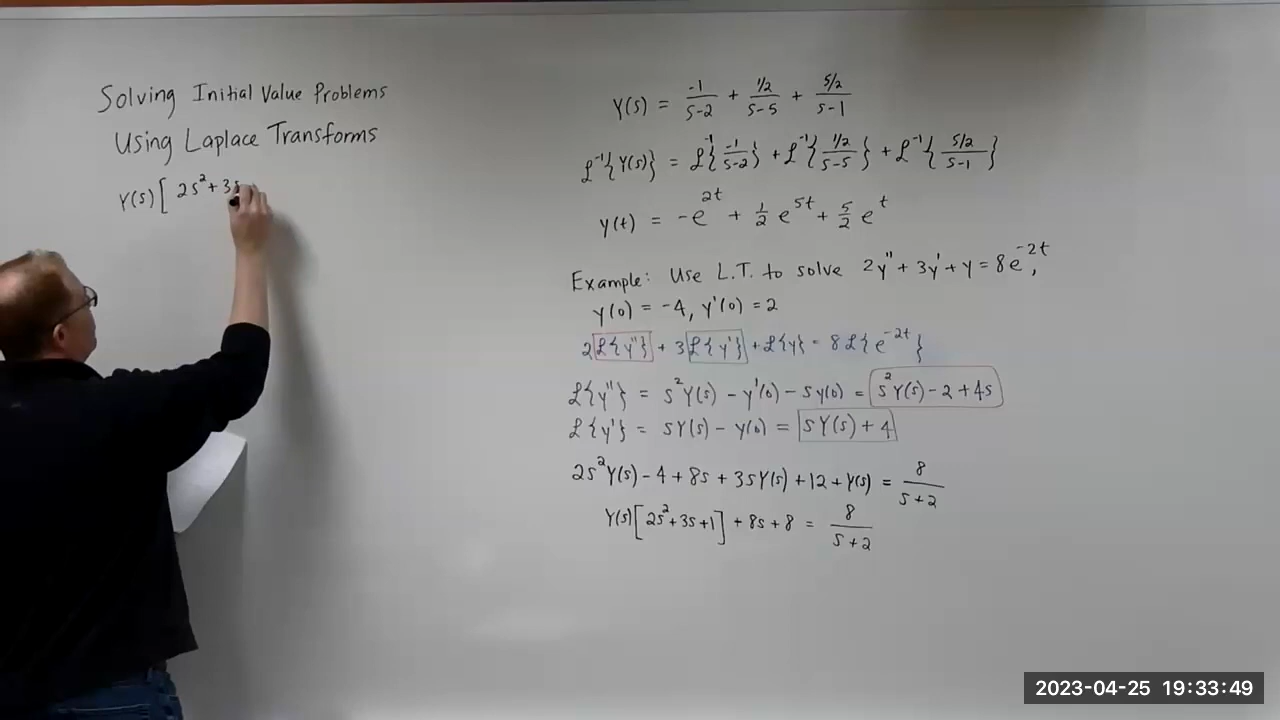 Solving Initial Value Problems
Using Laplace Transforms
Y(s)[ 2s²+3s
Y(s) = -1/(s-2) + 1/2/(s-5) + 5/2/(s-1)
ℒ⁻¹{Y(s)} = ℒ⁻¹{-1/(s-2)} + ℒ⁻¹{1/2/(s-5)} + ℒ⁻¹{5/2/(s-1)}
y(t) = -e^{2t} + 1/2 e^{5t} + 5/2 e^{t}
Example: Use L.T. to solve 2y''+3y'+y=8e^{-2t},
y(0) = -4, y'(0) = 2
2ℒ{y''} + 3ℒ{y'} + ℒ{y} = 8ℒ{e^{-2t}}
ℒ{y''} = s²Y(s) - y'(0) - sy(0) = s²Y(s) - 2 + 4s
ℒ{y'} = sY(s) - y(0) = sY(s) + 4
2s²Y(s) - 4 + 8s + 3sY(s) + 12 + Y(s) = 8/(s+2)
Y(s)[2s²+3s+1] + 8s + 8 = 8/(s+2)
2023-04-25 19:33:49